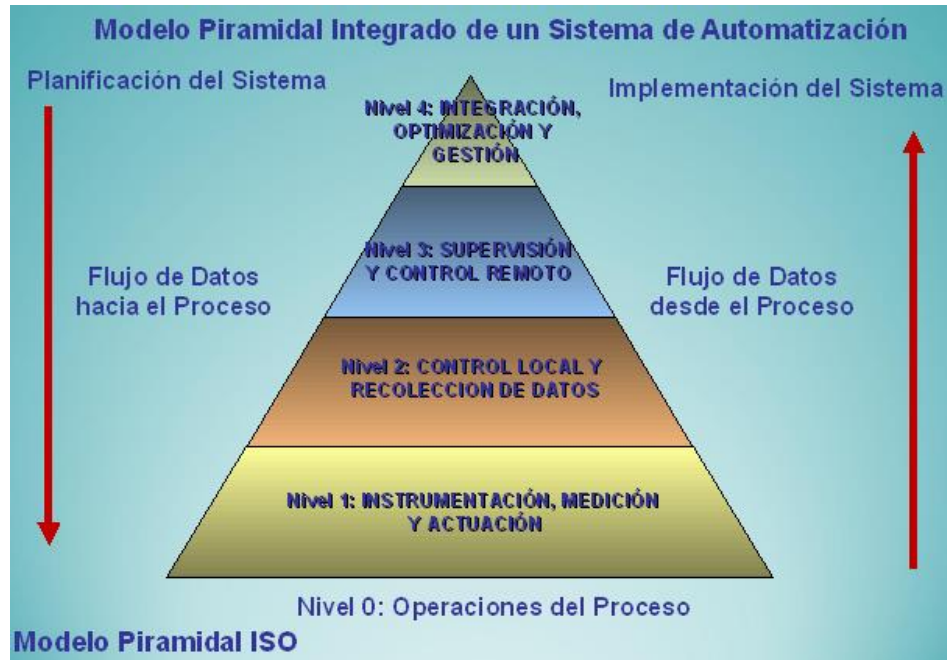 Modelo Piramidal Integrado de un Sistema de Automatización
Planificación del Sistema
Implementación del Sistema
Nivel 4: INTEGRACIÓN,
OPTIMIZACIÓN Y
GESTIÓN
Nivel 3: SUPERVISIÓN
Y CONTROL REMOTO
Flujo de Datos
hacia el Proceso
Flujo de Datos
desde el Proceso
Nivel 2: CONTROL LOCAL Y
RECOLECCION DE DATOS
Nivel 1: INSTRUMENTACIÓN, MEDICIÓN
Y ACTUACIÓN
Nivel 0: Operaciones del Proceso
Modelo Piramidal ISO